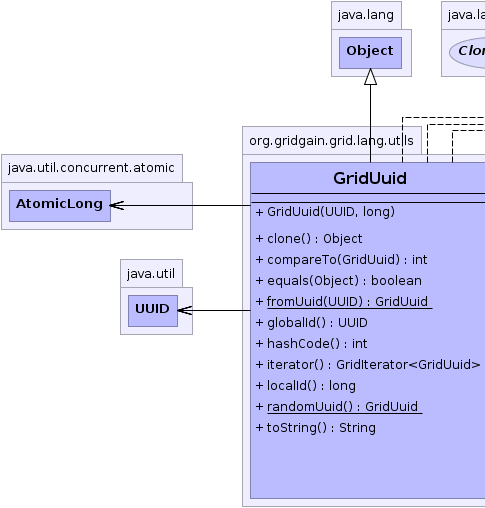 java.lang
java.la
Object
Clon
org.gridgain.grid.lang.utils
java.util.concurrent.atomic
AtomicLong
GridUuid
+ GridUuid(UUID, long)
+ clone() : Object
+ compareTo(GridUuid) : int
java.util
+ equals(Object) : boolean
UUID
+ fromUuid(UUID) : GridUuid
+ globalId() : UUID
+ hashCode() : int
+ iterator() : GridIterator<GridUuid>
+ localId() : long
+ randomUuid() : GridUuid
+ toString() : String